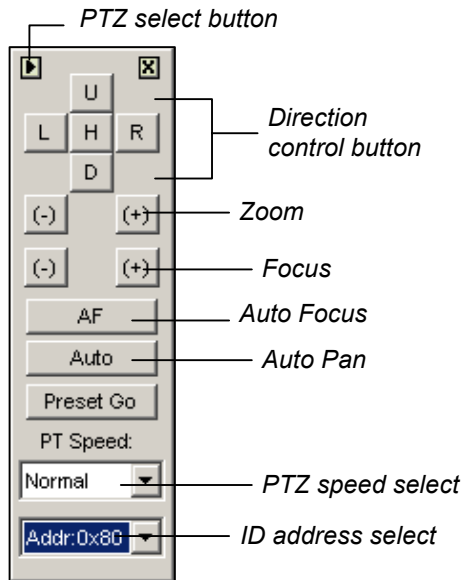 PTZ select button
X
U
L H R
D
Direction
control button
(-) (+) Zoom
(-) (+) Focus
AF Auto Focus
Auto Auto Pan
Preset Go
PT Speed:
Normal PTZ speed select
Addr:0x80 ID address select